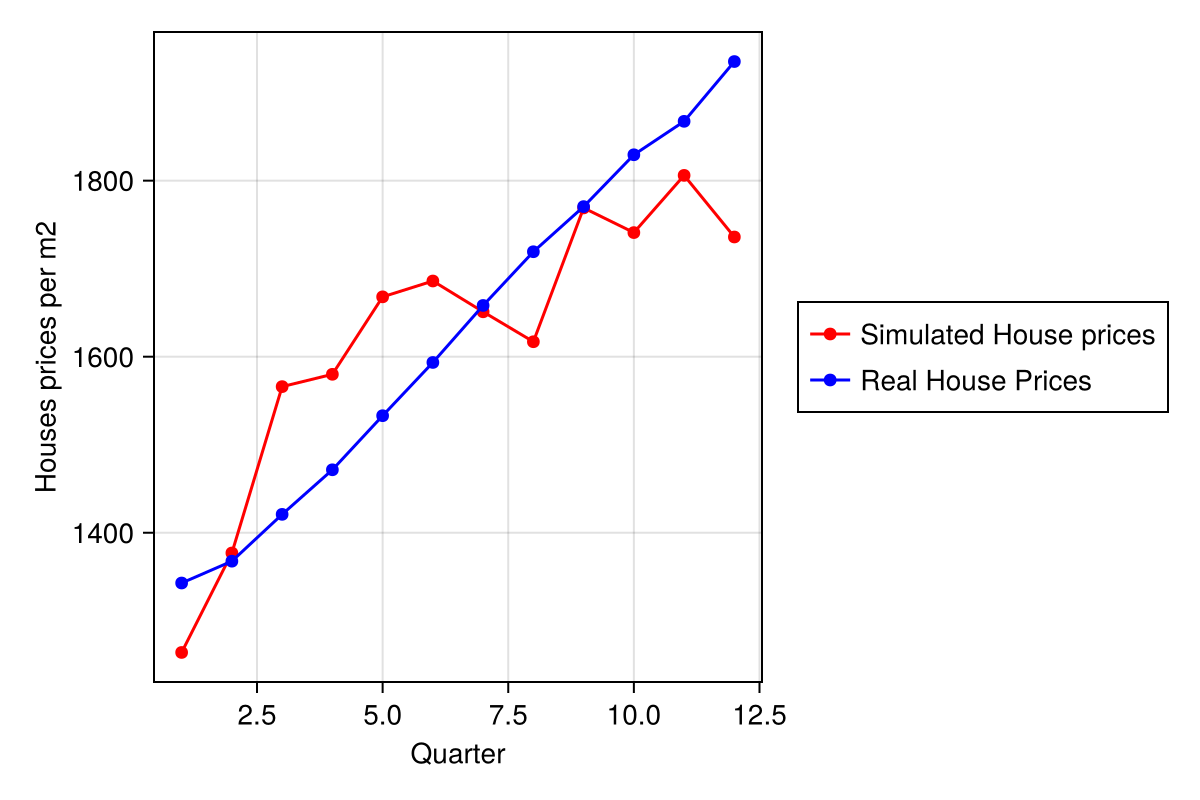 Houses prices per m2
1800
1600
1400
2.5 5.0 7.5 10.0 12.5
Quarter
Simulated House prices
Real House Prices